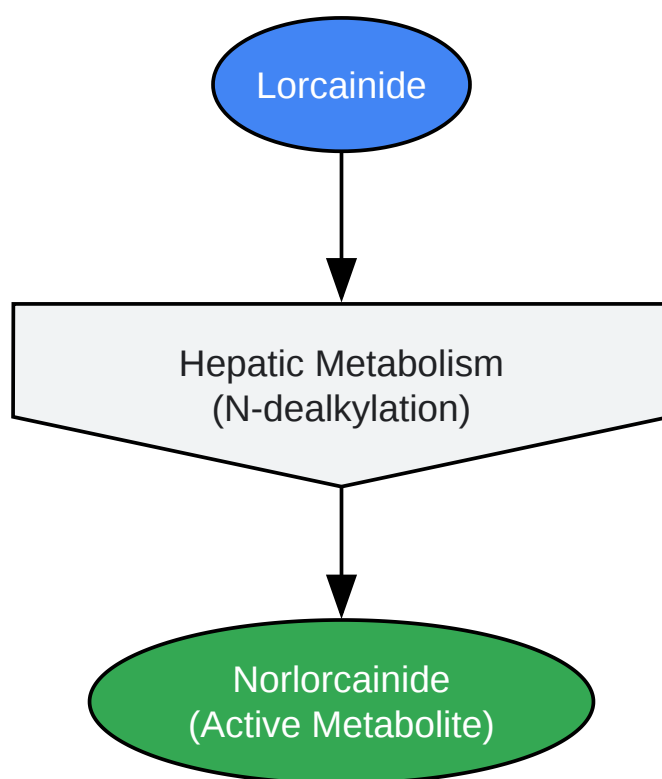 Lorcainide
Hepatic Metabolism
(N-dealkylation)
Norlorcainide
(Active Metabolite)